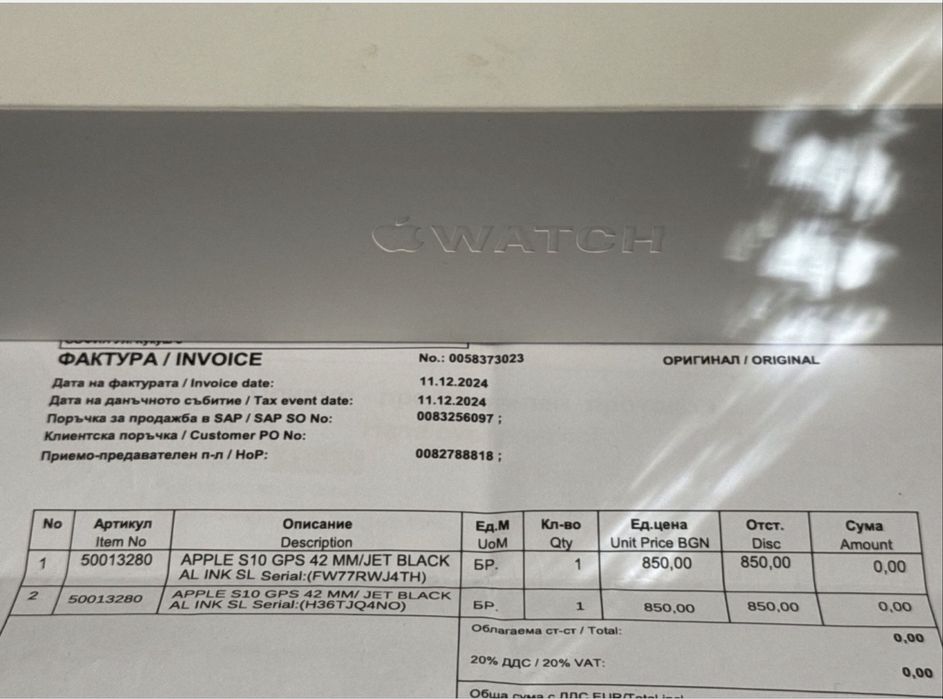 WATCH
ФАКТУРА / INVOICE No.: 0058373023 ОРИГИНАЛ / ORIGINAL
Дата на фактурата / Invoice date: 11.12.2024
Дата на данъчното събитие / Tax event date: 11.12.2024
Поръчка за продажба в SAP / SAP SO No: 0083256097 ;
Клиентска поръчка / Customer PO No:
Приемо-предавателен п-л / HoP: 0082788818 ;
No Артикул Описание Ед.М Кл-во Ед.цена Отст. Сума
Item No Description UoM Qty Unit Price BGN Disc Amount
1 50013280 APPLE S10 GPS 42 MM/JET BLACK БР. 1 850,00 850,00 0,00
AL INK SL Serial:(FW77RWJ4TH)
2 50013280 APPLE S10 GPS 42 MM/ JET BLACK БР. 1 850,00 850,00 0,00
AL INK SL Serial:(H36TJQ4NO)
Облагаема ст-ст / Total: 0,00
20% ДДС / 20% VAT: 0,00
Обща сума с ДДС